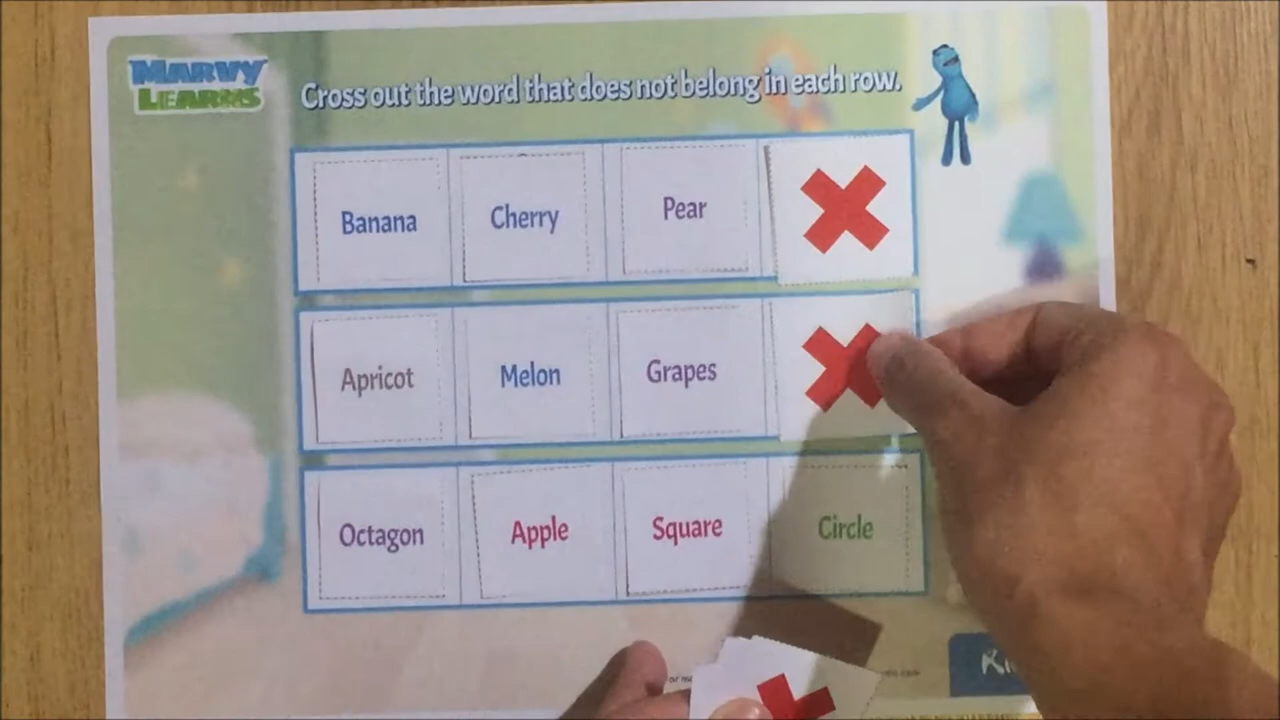 MARVY
LEARNS
Cross out the word that does not belong in each row.
Banana Cherry Pear
Apricot Melon Grapes
Octagon Apple Square Circle